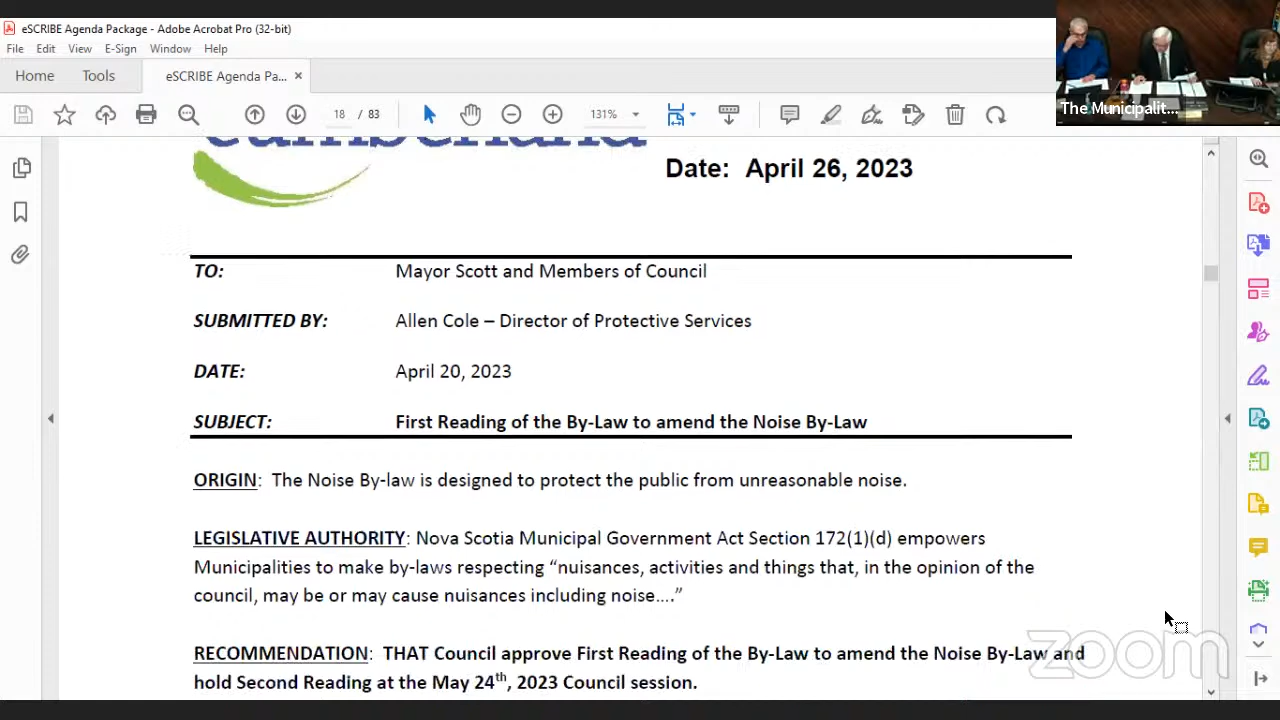 eSCRIBE Agenda Package - Adobe Acrobat Pro (32-bit)
File Edit View E-Sign Window Help
Home Tools eSCRIBE Agenda Pa... ×
18 / 83 131%
The Municipalit...
Date: April 26, 2023
TO: Mayor Scott and Members of Council
SUBMITTED BY: Allen Cole – Director of Protective Services
DATE: April 20, 2023
SUBJECT: First Reading of the By-Law to amend the Noise By-Law
ORIGIN: The Noise By-law is designed to protect the public from unreasonable noise.
LEGISLATIVE AUTHORITY: Nova Scotia Municipal Government Act Section 172(1)(d) empowers
Municipalities to make by-laws respecting “nuisances, activities and things that, in the opinion of the
council, may be or may cause nuisances including noise....”
RECOMMENDATION: THAT Council approve First Reading of the By-Law to amend the Noise By-Law and
hold Second Reading at the May 24th, 2023 Council session.
zoom